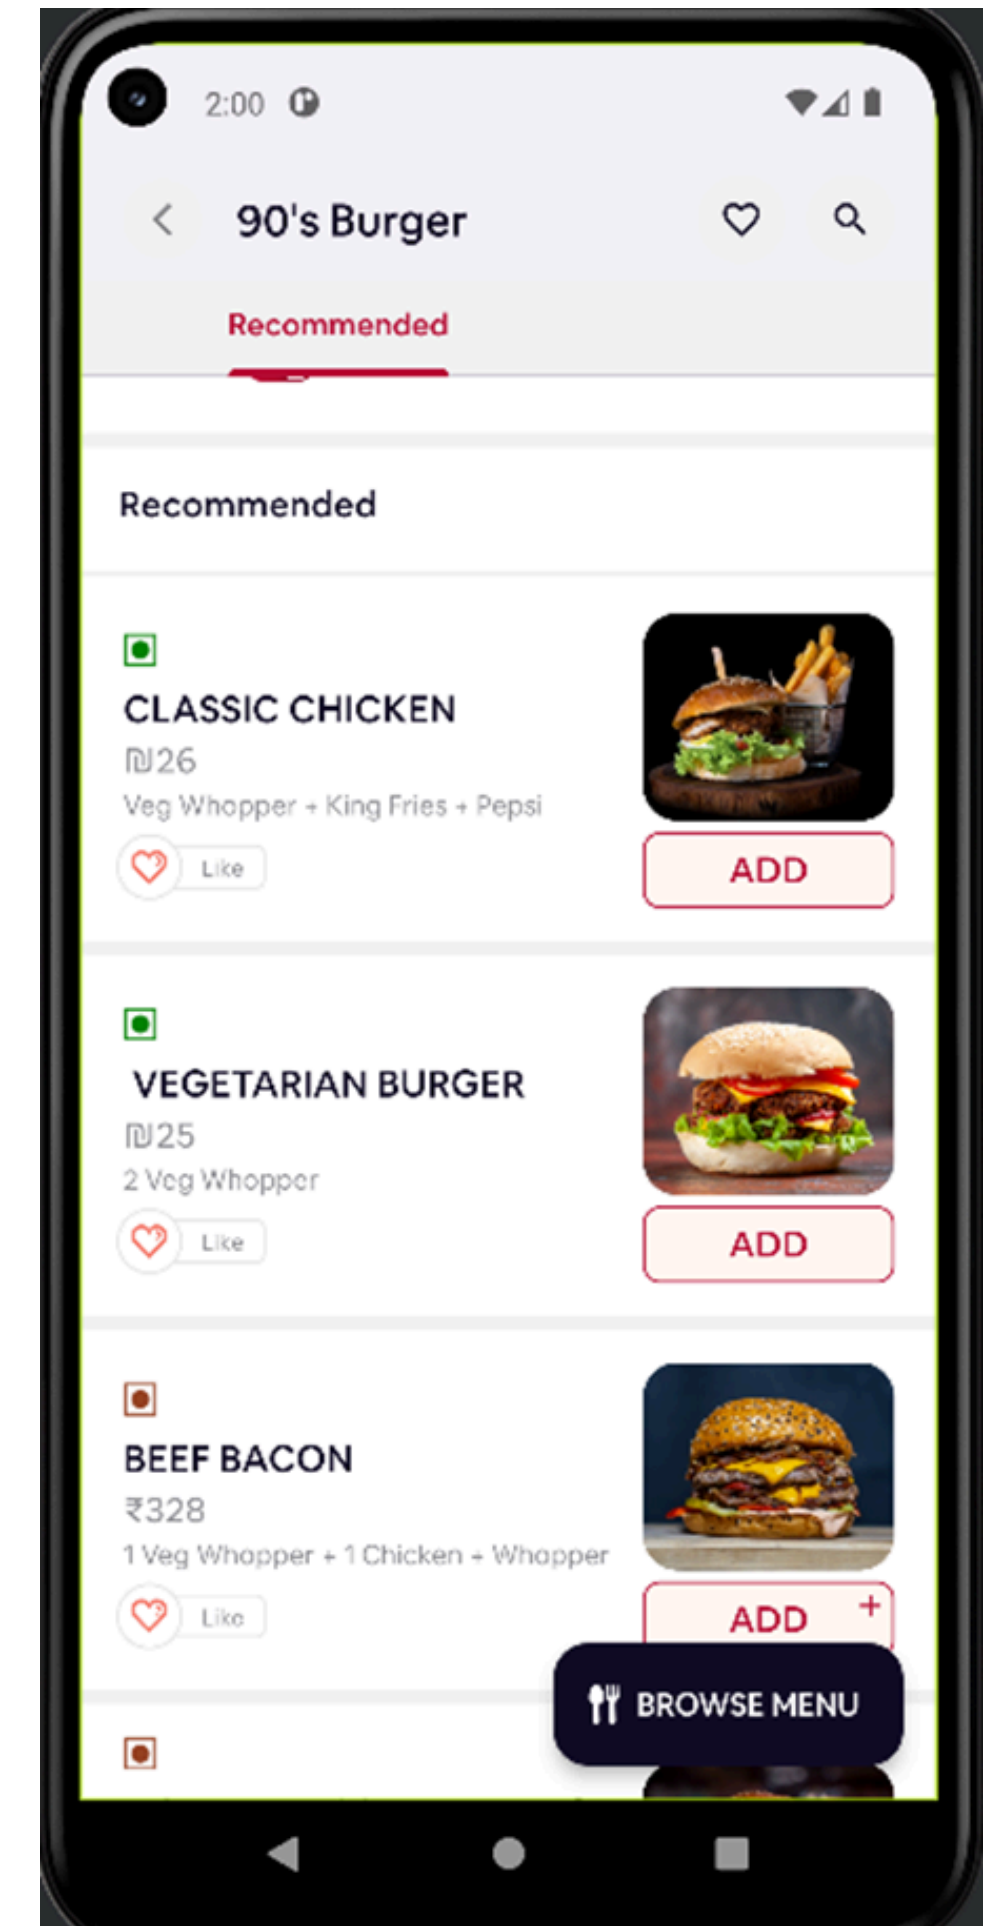 2:00
90's Burger
Recommended
Recommended
CLASSIC CHICKEN
₪26
Veg Whopper + King Fries + Pepsi
Like
ADD
VEGETARIAN BURGER
₪25
2 Veg Whopper
Like
ADD
BEEF BACON
₹328
1 Veg Whopper + 1 Chicken + Whopper
Like
ADD +
BROWSE MENU